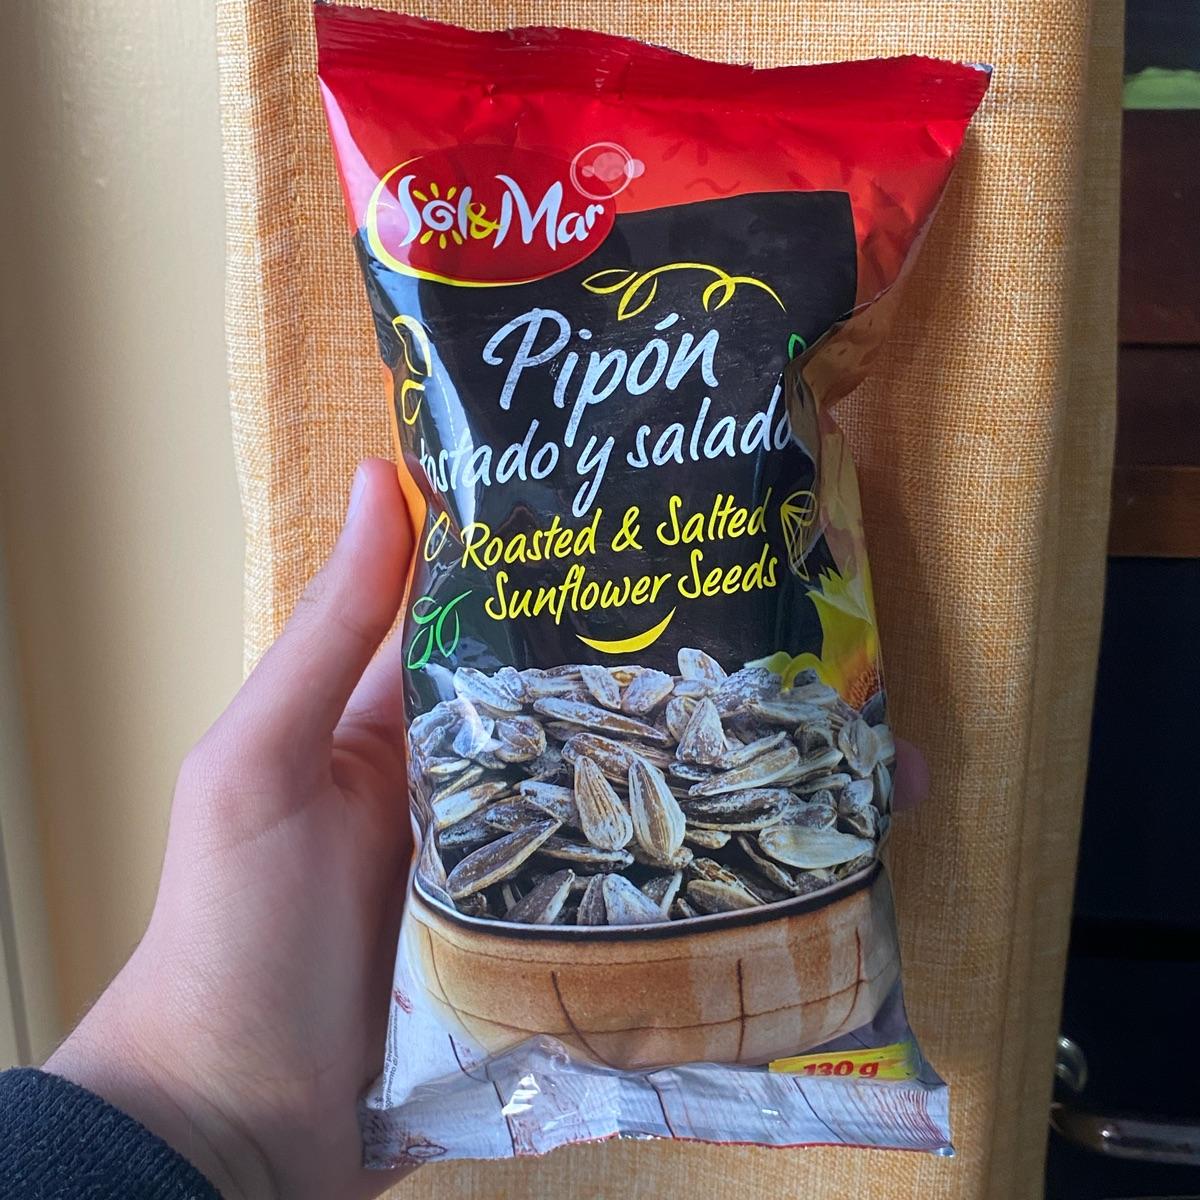 Sol&Mar
Pipón
tostado y salado
Roasted & Salted
Sunflower Seeds
130 g